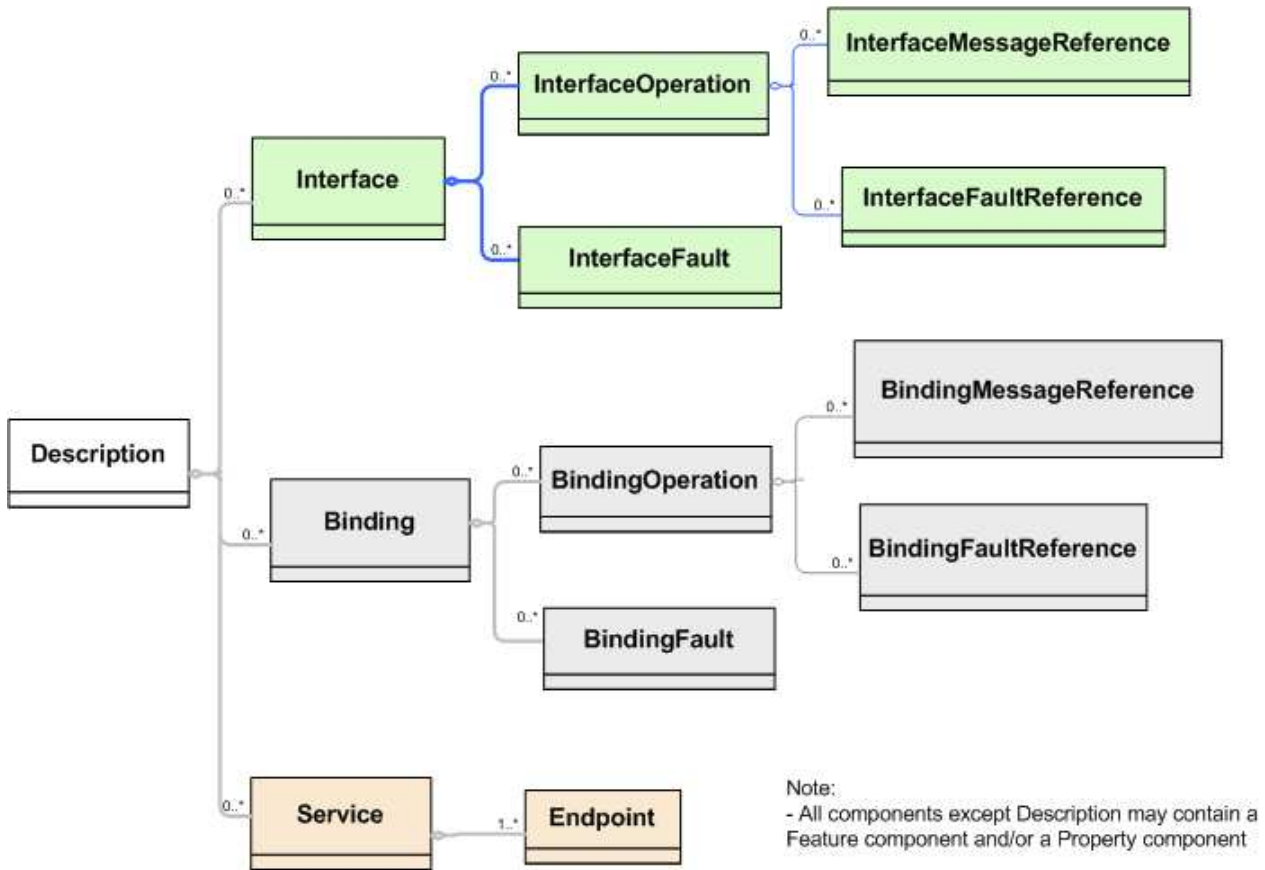 InterfaceMessageReference
0..*
InterfaceOperation
0..*
InterfaceFaultReference
0..*
Interface
0..*
0..*
InterfaceFault
0..*
BindingMessageReference
0..*
Description
BindingOperation
0..*
BindingFaultReference
0..*
Binding
0..*
BindingFault
0..*
Service
0..*
Endpoint
1..*
Note:
- All components except Description may contain a
Feature component and/or a Property component